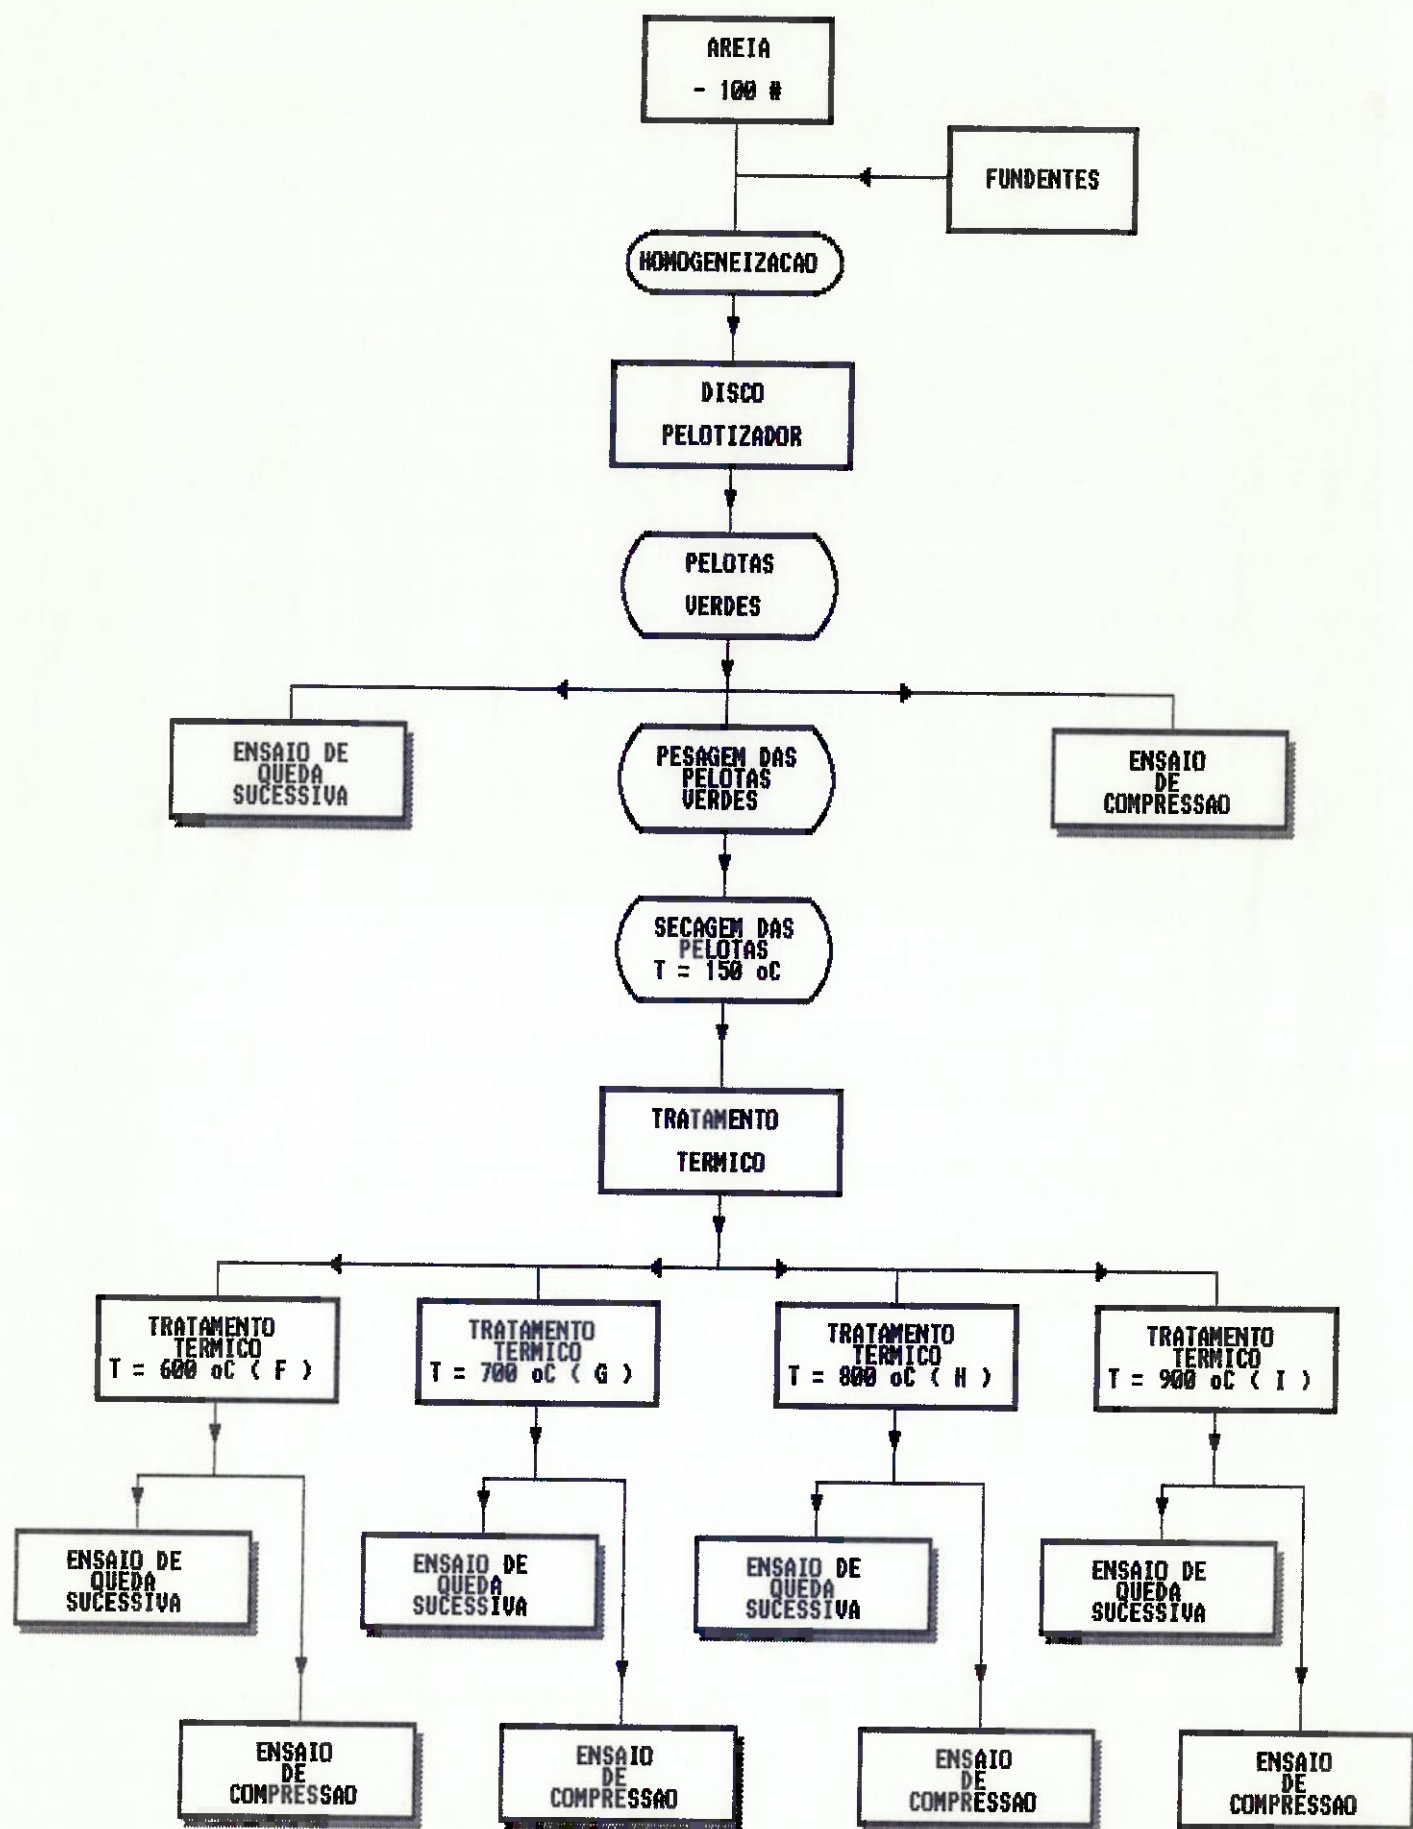 AREIA
- 100 #
FUNDENTES
HOMOGENEIZACAO
DISCO
PELOTIZADOR
PELOTAS
VERDES
ENSAIO DE
QUEDA
SUCESSIVA
PESAGEM DAS
PELOTAS
VERDES
ENSAIO
DE
COMPRESSAO
SECAGEM DAS
PELOTAS
T = 150 oC
TRATAMENTO
TERMICO
TRATAMENTO
TERMICO
T = 600 oC ( F )
TRATAMENTO
TERMICO
T = 700 oC ( G )
TRATAMENTO
TERMICO
T = 800 oC ( H )
TRATAMENTO
TERMICO
T = 900 oC ( I )
ENSAIO DE
QUEDA
SUCESSIVA
ENSAIO DE
QUEDA
SUCESSIVA
ENSAIO DE
QUEDA
SUCESSIVA
ENSAIO DE
QUEDA
SUCESSIVA
ENSAIO
DE
COMPRESSAO
ENSAIO
DE
COMPRESSAO
ENSAIO
DE
COMPRESSAO
ENSAIO
DE
COMPRESSAO